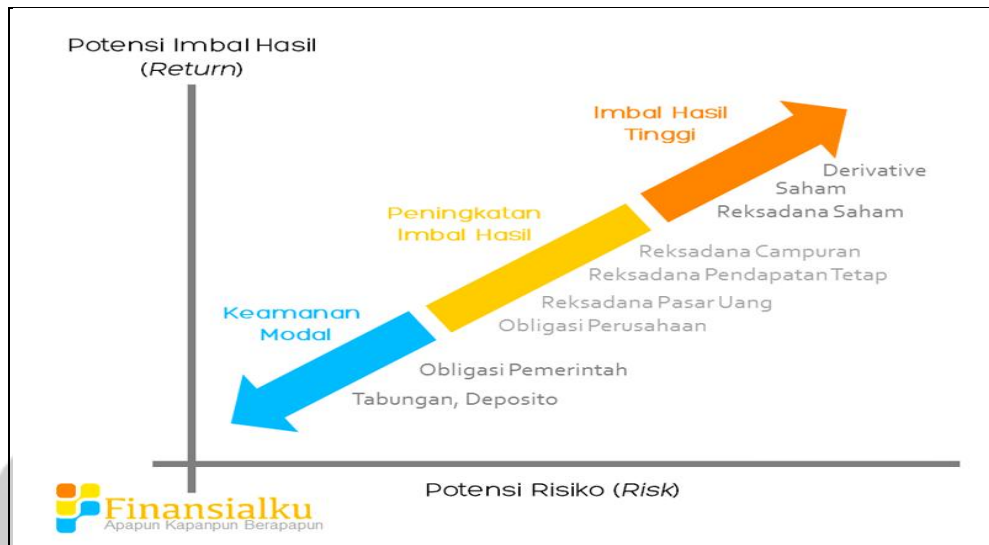 Potensi Imbal Hasil
(Return)
Imbal Hasil
Tinggi
Derivative
Saham
Reksadana Saham
Peningkatan
Imbal Hasil
Reksadana Campuran
Reksadana Pendapatan Tetap
Reksadana Pasar Uang
Obligasi Perusahaan
Keamanan
Modal
Obligasi Pemerintah
Tabungan, Deposito
Potensi Risiko (Risk)
Finansialku
Apapun Kapanpun Berapapun